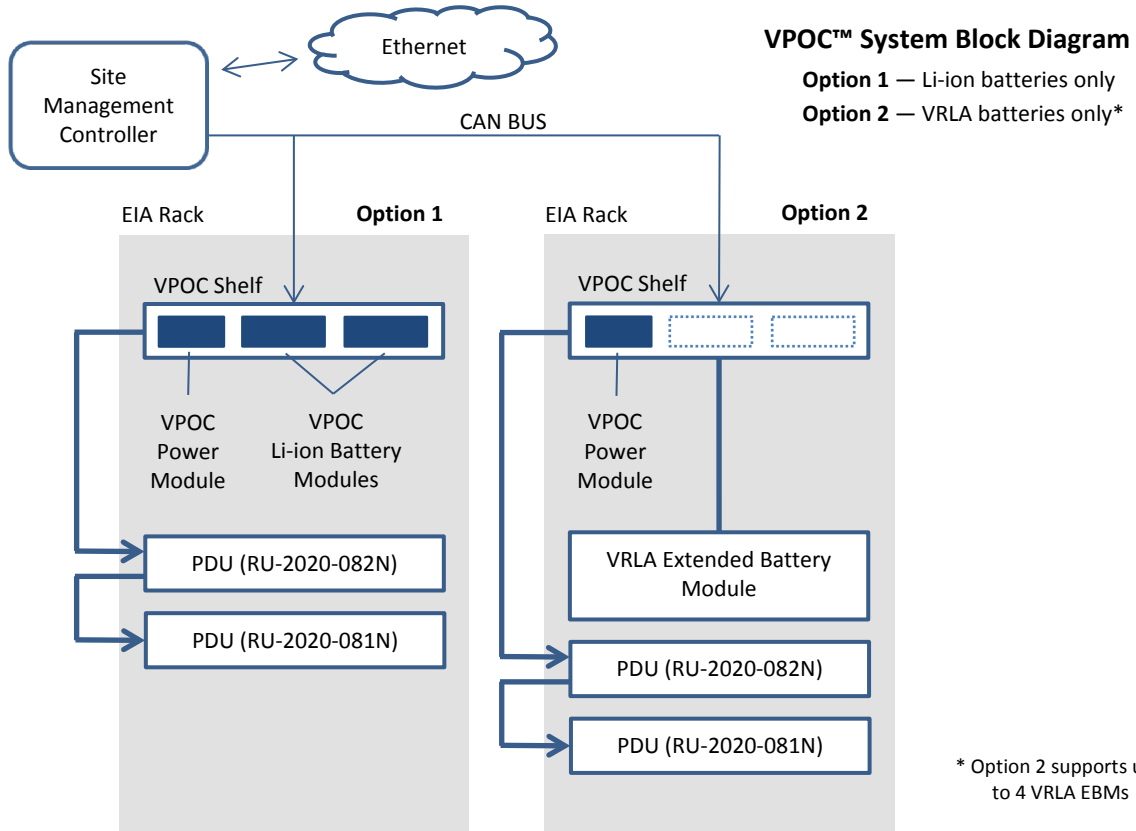 VPOC™ System Block Diagram
Option 1 — Li-ion batteries only
Option 2 — VRLA batteries only*
Ethernet
Site
Management
Controller
CAN BUS
EIA Rack
Option 1
VPOC Shelf
VPOC
Power
Module
VPOC
Li-ion Battery
Modules
PDU (RU-2020-082N)
PDU (RU-2020-081N)
EIA Rack
Option 2
VPOC Shelf
VPOC
Power
Module
VRLA Extended Battery
Module
PDU (RU-2020-082N)
PDU (RU-2020-081N)
* Option 2 supports
to 4 VRLA EBMs